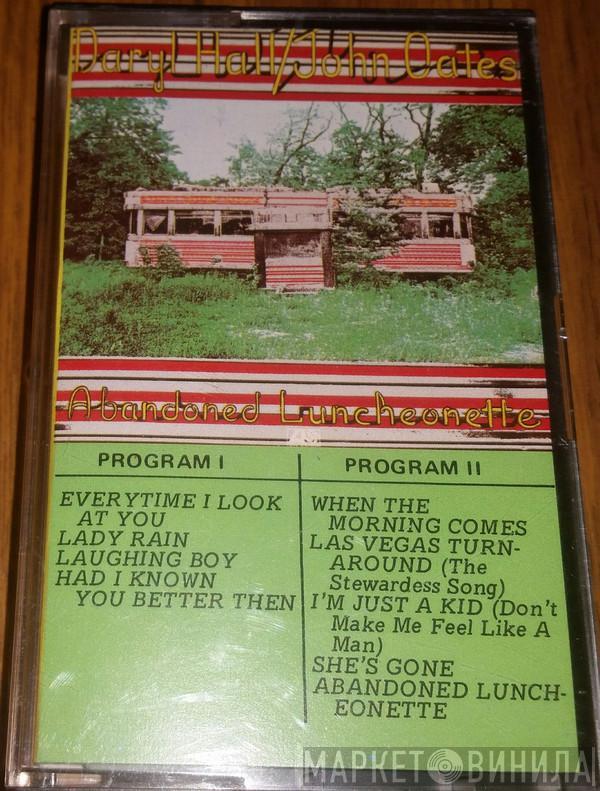 Daryl Hall/John Oates
Abandoned Luncheonette
PROGRAM I
EVERYTIME I LOOK
AT YOU
LADY RAIN
LAUGHING BOY
HAD I KNOWN
YOU BETTER THEN
PROGRAM II
WHEN THE
MORNING COMES
LAS VEGAS TURN-
AROUND (The
Stewardess Song)
I'M JUST A KID (Don't
Make Me Feel Like A
Man)
SHE'S GONE
ABANDONED LUNCH-
EONETTE
МАРКЕТ ВИНИЛА